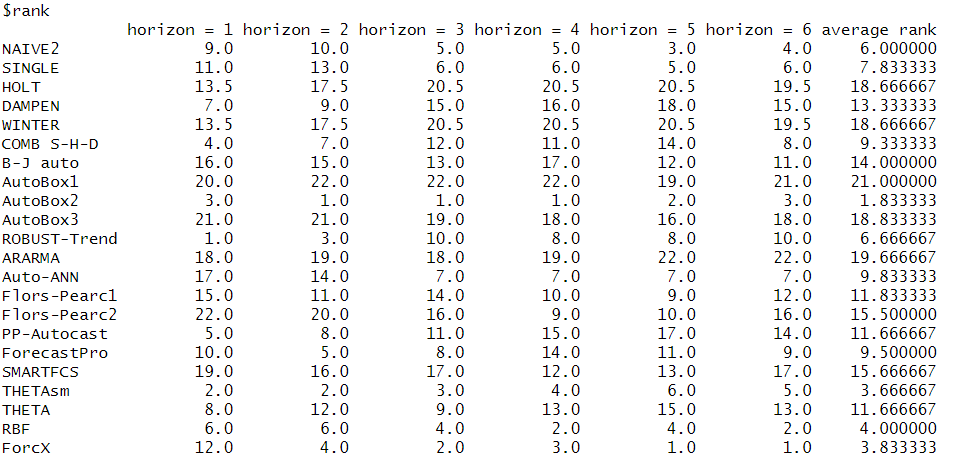 $rank
horizon = 1 horizon = 2 horizon = 3 horizon = 4 horizon = 5 horizon = 6 average rank
NAIVE2 9.0 10.0 5.0 5.0 3.0 4.0 6.000000
SINGLE 11.0 13.0 6.0 6.0 5.0 6.0 7.833333
HOLT 13.5 17.5 20.5 20.5 20.5 19.5 18.666667
DAMPEN 7.0 9.0 15.0 16.0 18.0 15.0 13.333333
WINTER 13.5 17.5 20.5 20.5 20.5 19.5 18.666667
COMB S-H-D 4.0 7.0 12.0 11.0 14.0 8.0 9.333333
B-J auto 16.0 15.0 13.0 17.0 12.0 11.0 14.000000
AutoBox1 20.0 22.0 22.0 22.0 19.0 21.0 21.000000
AutoBox2 3.0 1.0 1.0 1.0 2.0 3.0 1.833333
AutoBox3 21.0 21.0 19.0 18.0 16.0 18.0 18.833333
ROBUST-Trend 1.0 3.0 10.0 8.0 8.0 10.0 6.666667
ARARMA 18.0 19.0 18.0 19.0 22.0 22.0 19.666667
Auto-ANN 17.0 14.0 7.0 7.0 7.0 7.0 9.833333
Flors-Pearc1 15.0 11.0 14.0 10.0 9.0 12.0 11.833333
Flors-Pearc2 22.0 20.0 16.0 9.0 10.0 16.0 15.500000
PP-Autocast 5.0 8.0 11.0 15.0 17.0 14.0 11.666667
ForecastPro 10.0 5.0 8.0 14.0 11.0 9.0 9.500000
SMARTFCS 19.0 16.0 17.0 12.0 13.0 17.0 15.666667
THETAsm 2.0 2.0 3.0 4.0 6.0 5.0 3.666667
THETA 8.0 12.0 9.0 13.0 15.0 13.0 11.666667
RBF 6.0 6.0 4.0 2.0 4.0 2.0 4.000000
ForcX 12.0 4.0 2.0 3.0 1.0 1.0 3.833333